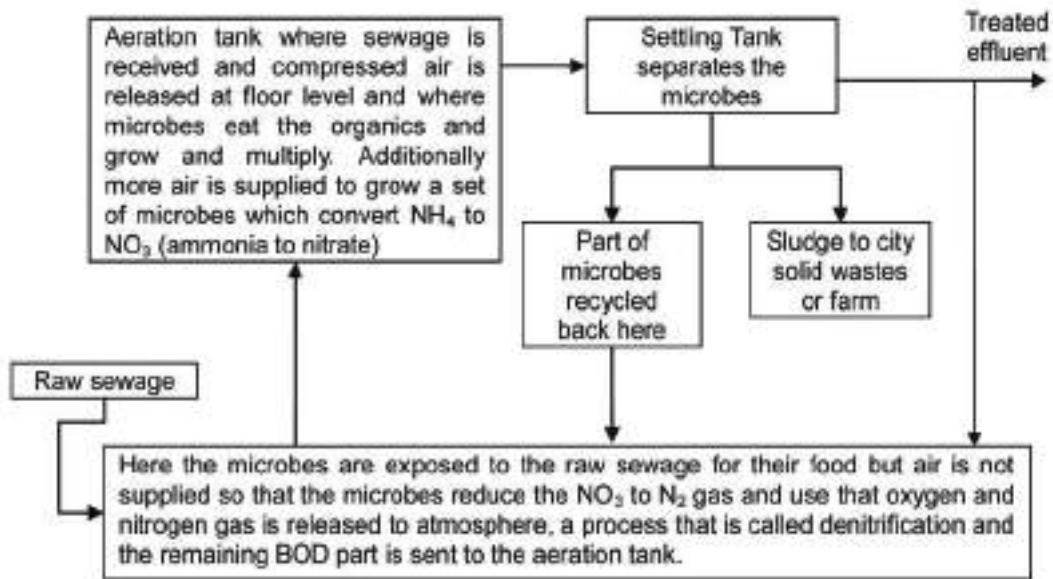 Aeration tank where sewage is
received and compressed air is
released at floor level and where
microbes eat the organics and
grow and multiply. Additionally
more air is supplied to grow a set
of microbes which convert NH₄ to
NO₃ (ammonia to nitrate)
Settling Tank
separates the
microbes
Treated
effluent
Part of
microbes
recycled
back here
Sludge to city
solid wastes
or farm
Raw sewage
Here the microbes are exposed to the raw sewage for their food but air is not
supplied so that the microbes reduce the NO₃ to N₂ gas and use that oxygen and
nitrogen gas is released to atmosphere, a process that is called denitrification and
the remaining BOD part is sent to the aeration tank.